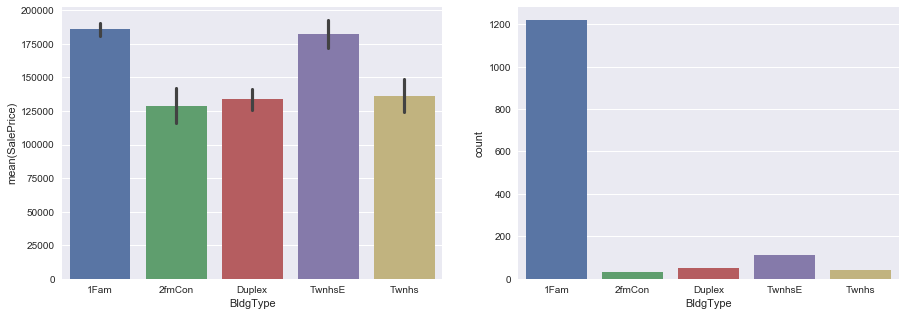 200000
175000
150000
125000
100000
75000
50000
25000
0
mean(SalePrice)
1Fam 2fmCon Duplex TwnhsE Twnhs
BldgType
1200
1000
800
600
400
200
0
count
1Fam 2fmCon Duplex TwnhsE Twnhs
BldgType